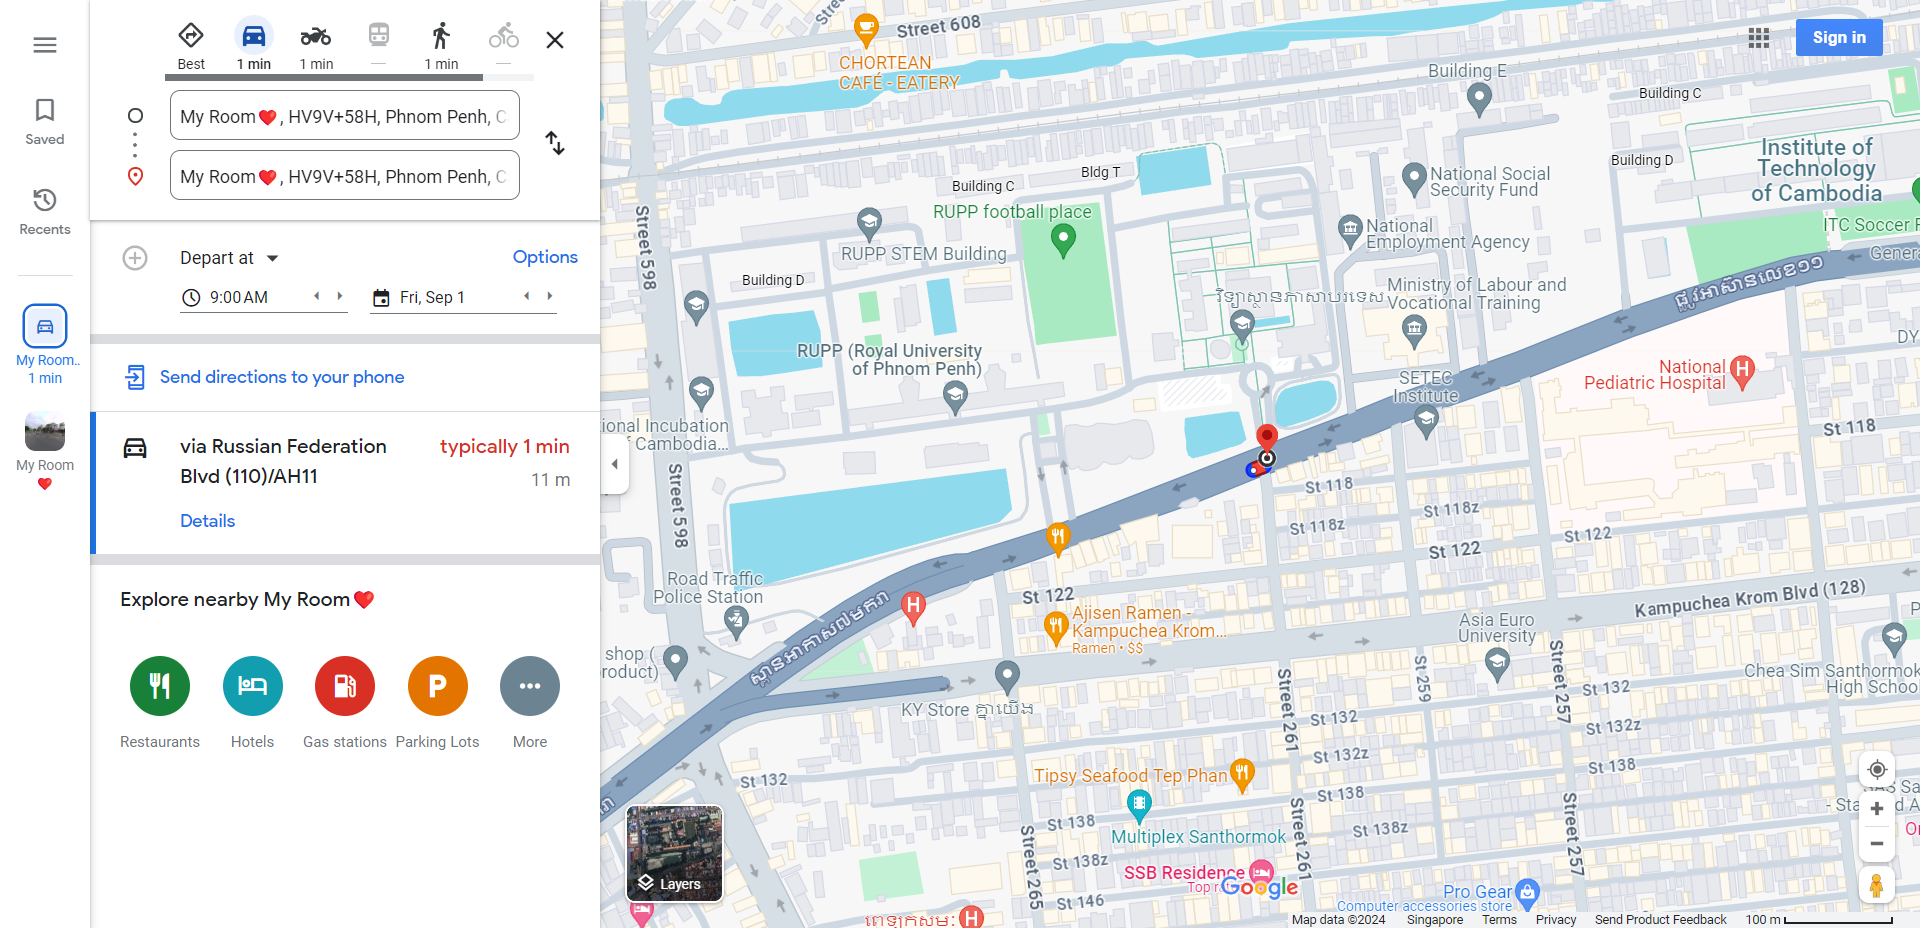 Best
1 min
1 min
1 min
Saved
Recents
My Room..
1 min
My Room
My Room❤️, HV9V+58H, Phnom Penh, C
My Room❤️, HV9V+58H, Phnom Penh, C
Depart at
Options
9:00 AM
Fri, Sep 1
Send directions to your phone
via Russian Federation
Blvd (110)/AH11
typically 1 min
11 m
Details
Explore nearby My Room❤️
Restaurants
Hotels
Gas stations
Parking Lots
More
Sign in
Street 608
CHORTEAN
CAFÉ - EATERY
Building E
Building C
Institute of
Technology
of Cambodia
Building D
Bldg T
Building C
National Social
Security Fund
RUPP football place
National
Employment Agency
ITC Soccer F
Street 598
RUPP STEM Building
Building D
Ministry of Labour and
Vocational Training
វិទ្យាស្ថានភាសាបរទេស
ផ្លូវអាស៊ានលេខ១១
RUPP (Royal University
of Phnom Penh)
National
Pediatric Hospital
SETEC
Institute
DY
ional Incubation
f Cambodia...
St 118
Street 598
St 118
St 118z
St 118z
St 122
St 122
Road Traffic
Police Station
St 122
Kampuchea Krom Blvd (128)
Ajisen Ramen -
Kampuchea Krom...
Ramen • $$
Asia Euro
University
shop (
roduct)
Chea Sim Santhormok
High School
KY Store គ្នាយើង
Street 261
St 259
Street 257
St 132
St 132
St 132z
St 132z
St 132
Tipsy Seafood Tep Phan
St 138
St 138
St 138
St 138z
St 138z
Multiplex Santhormok
Street 265
Street 261
Street 257
SSB Residence
St 146
Pro Gear
Computer accessories store
Layers
Google
Map data ©2024
Singapore
Terms
Privacy
Send Product Feedback
100 m